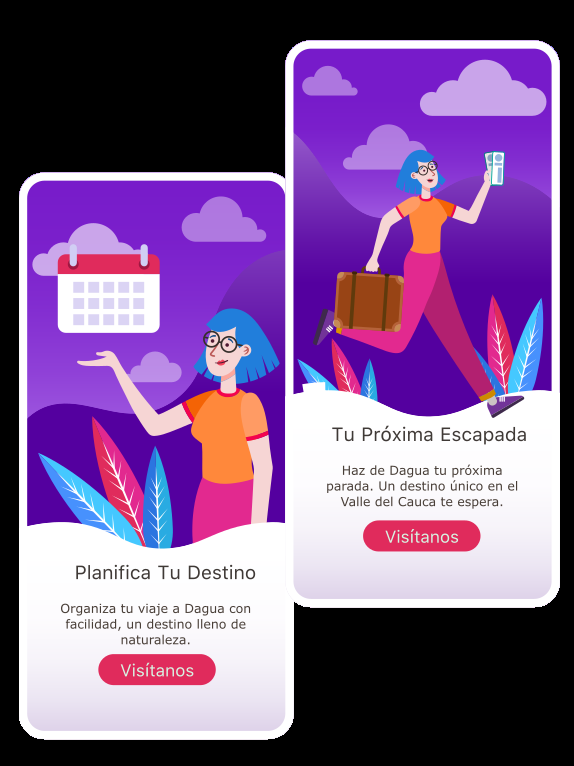 Planifica Tu Destino
Organiza tu viaje a Dagua con
facilidad, un destino lleno de
naturaleza.
Visítanos
Tu Próxima Escapada
Haz de Dagua tu próxima
parada. Un destino único en el
Valle del Cauca te espera.
Visítanos